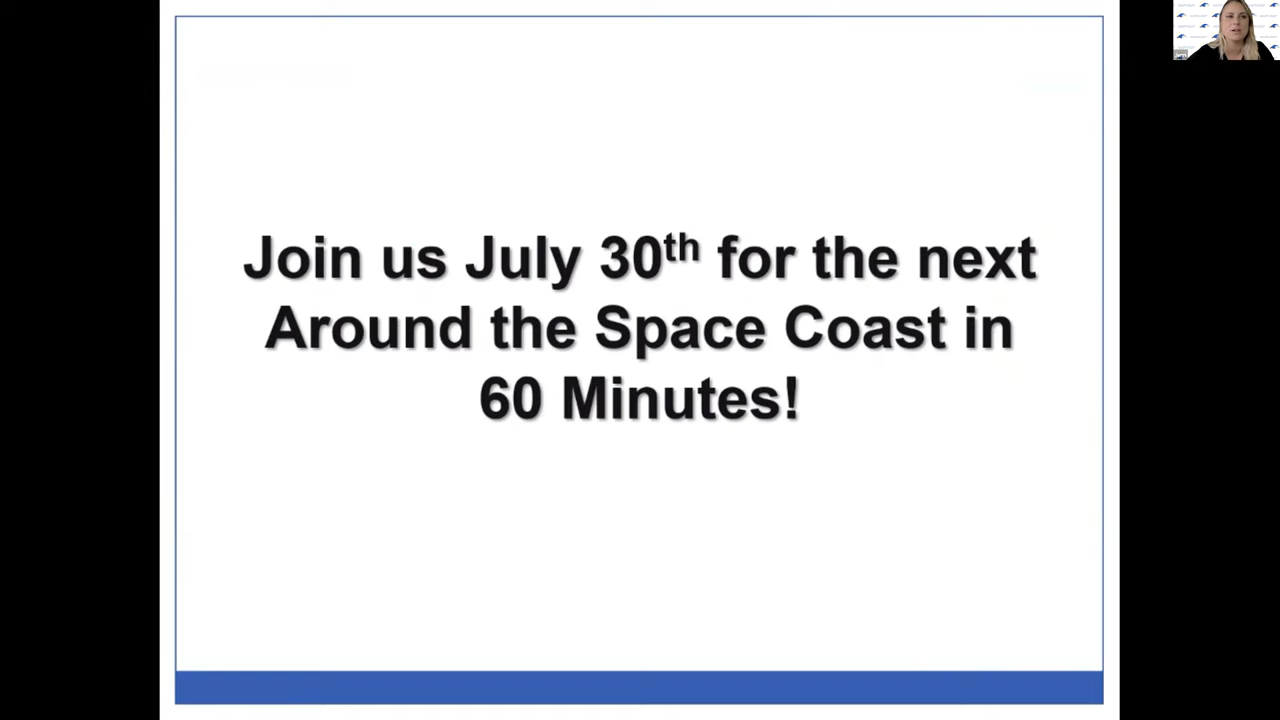 Join us July 30th for the next
Around the Space Coast in
60 Minutes!